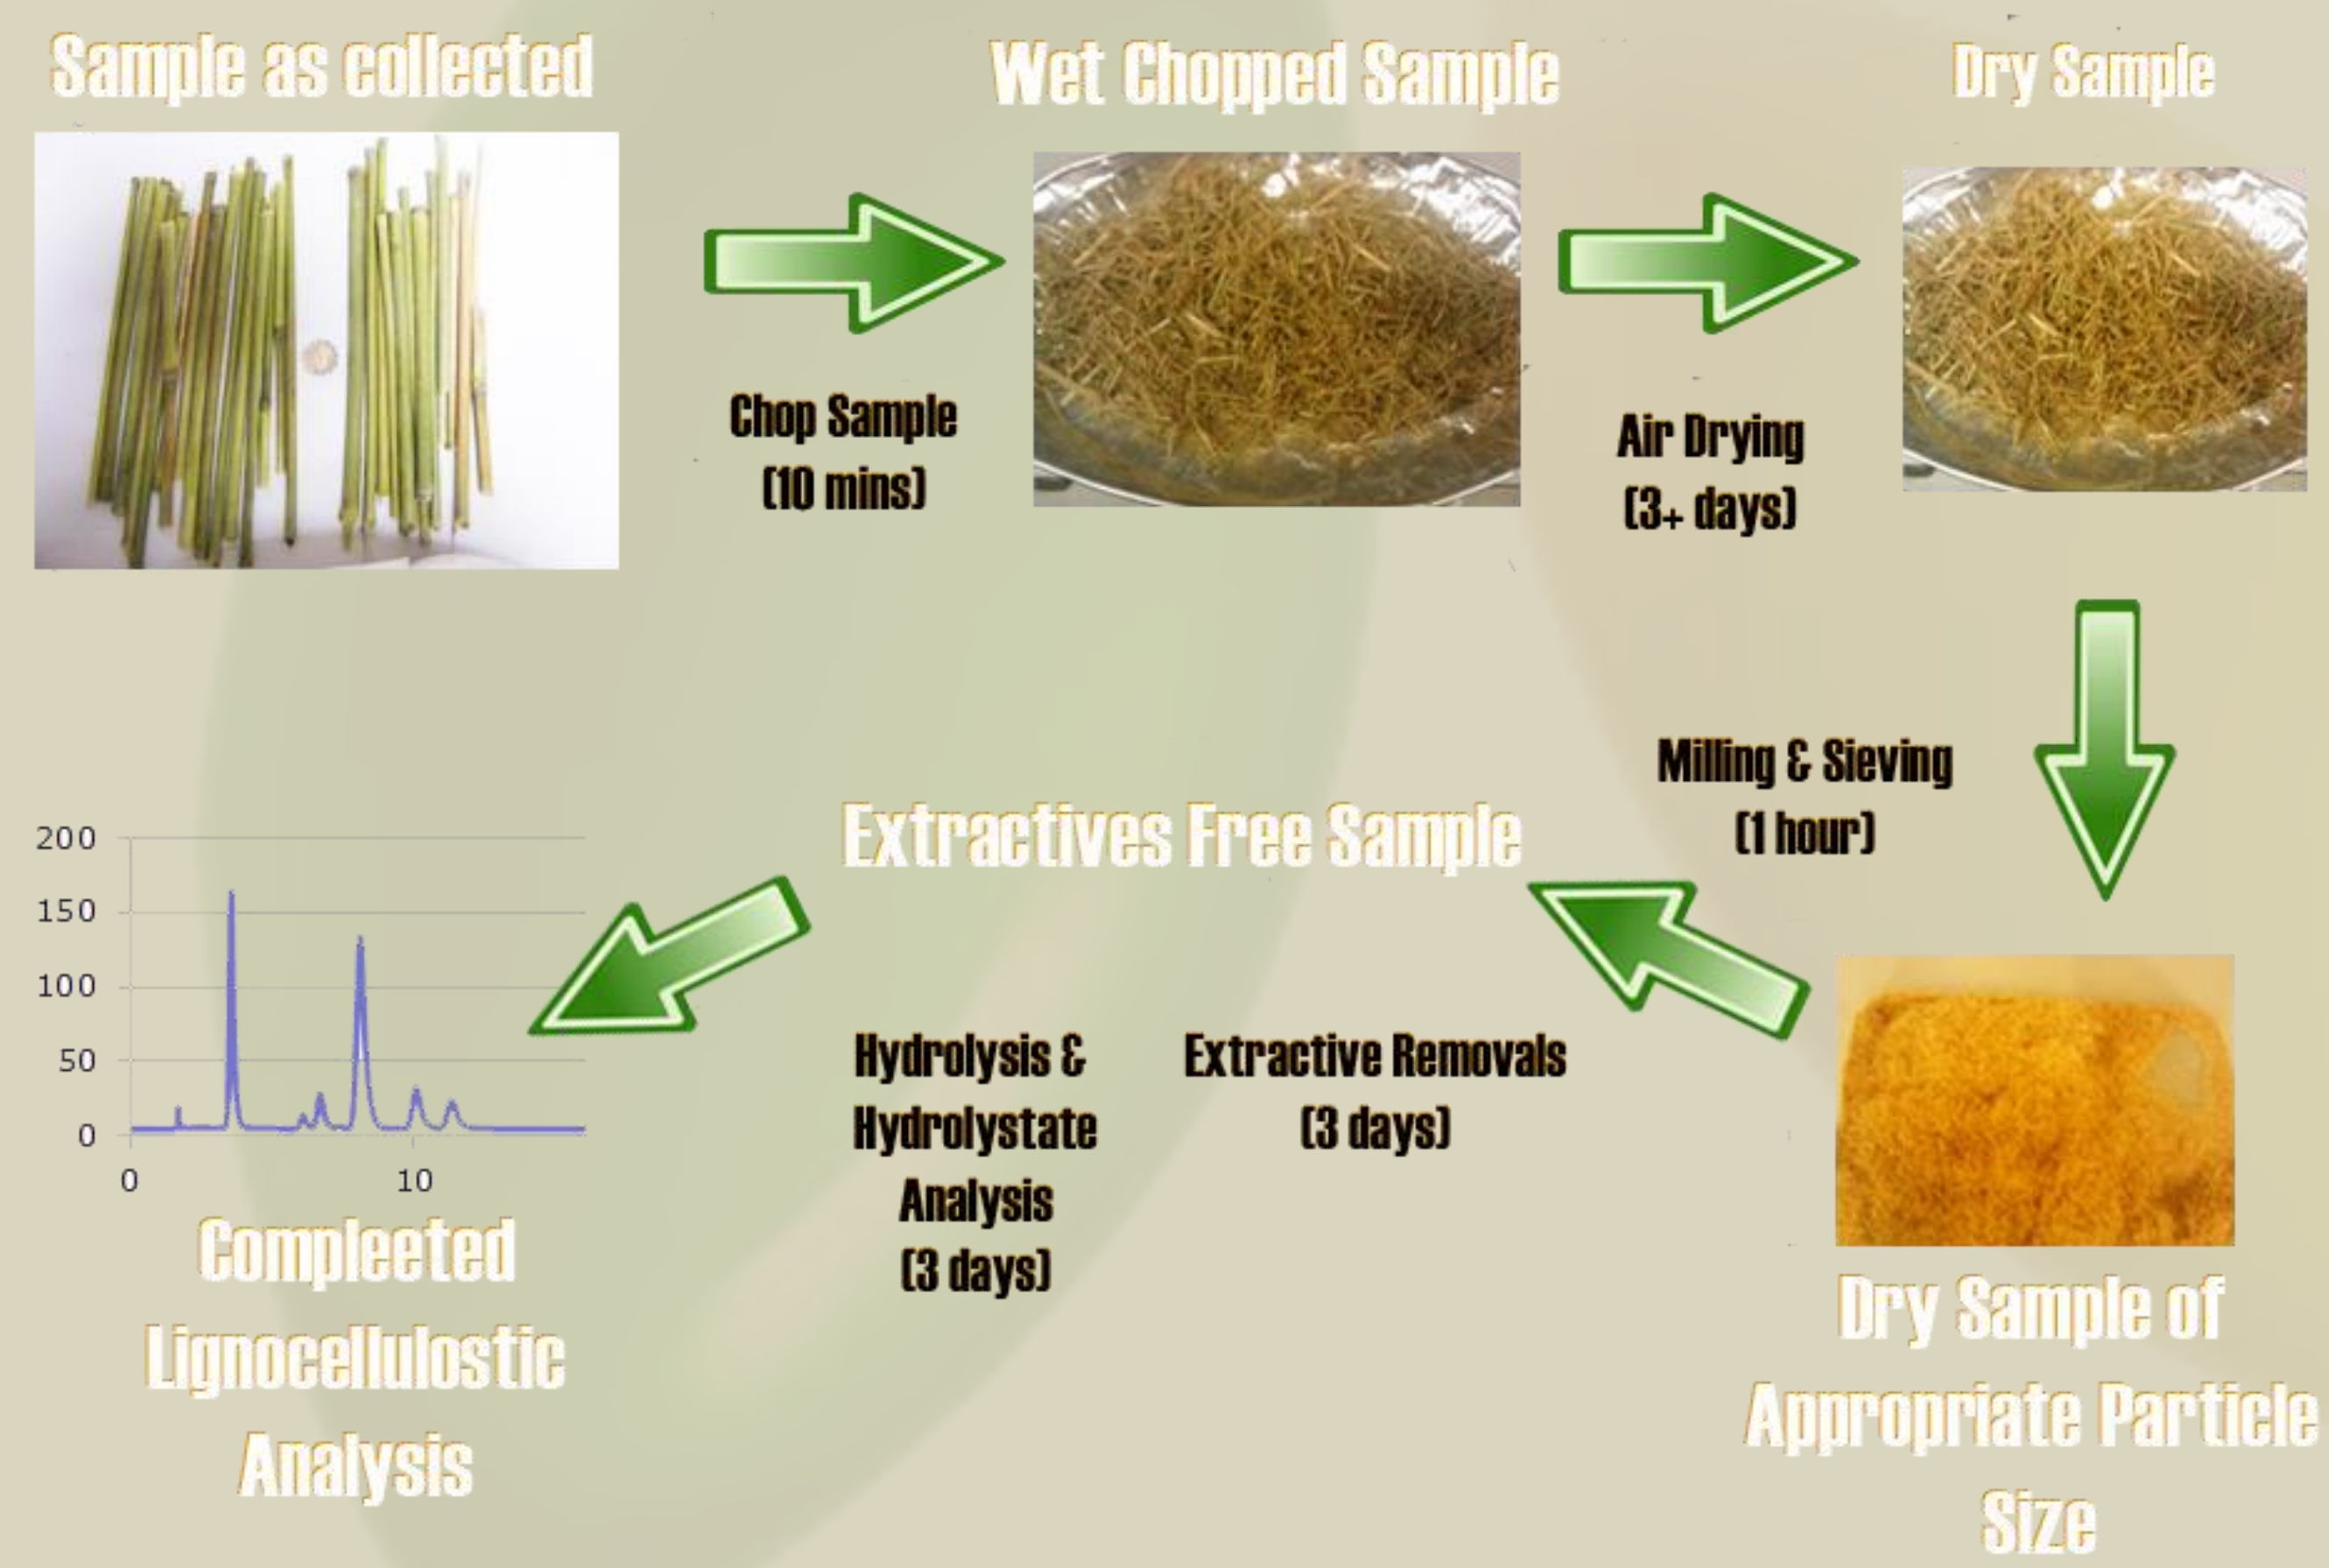 Sample as collected
Wet Chopped Sample
Dry Sample
Chop Sample
(10 mins)
Air Drying
(3+ days)
Milling & Sieving
(1 hour)
Extractives Free Sample
200
150
100
50
0
0
10
Hydrolysis &
Hydrolystate
Analysis
(3 days)
Extractive Removals
(3 days)
Compleeted
Lignocellulostic
Analysis
Dry Sample of
Appropriate Particle
Size